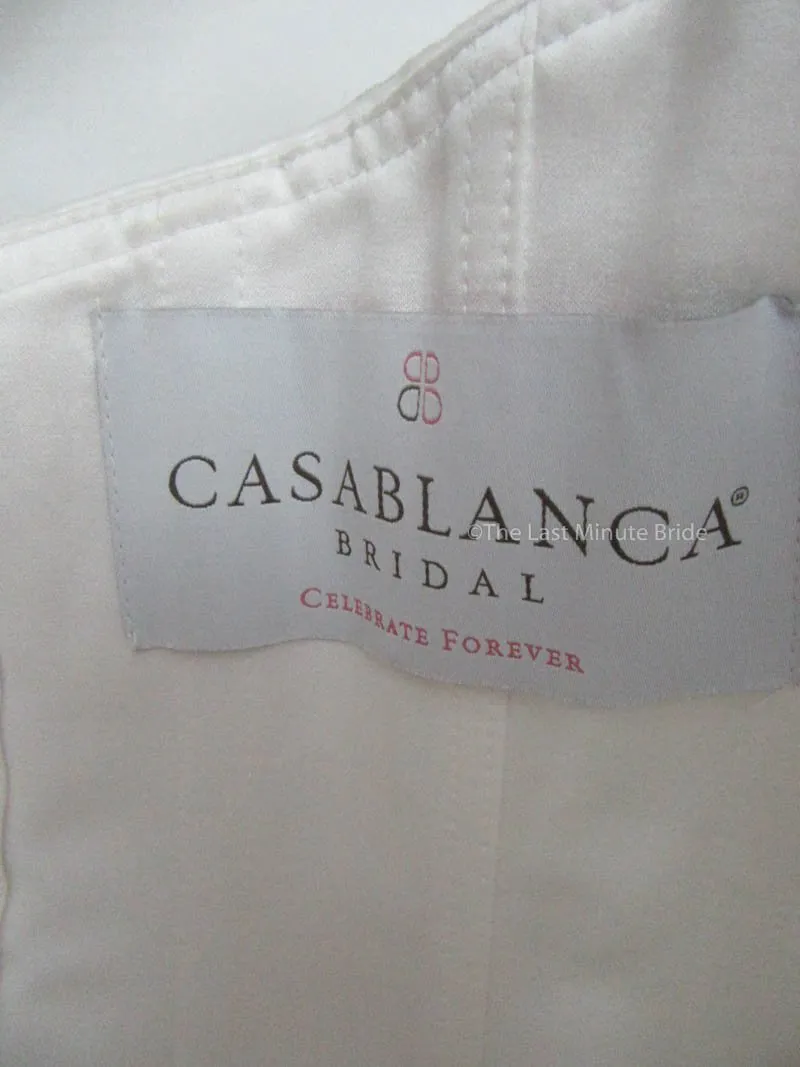 CASABLANCA®
©The Last Minute Bride
BRIDAL
CELEBRATE FOREVER